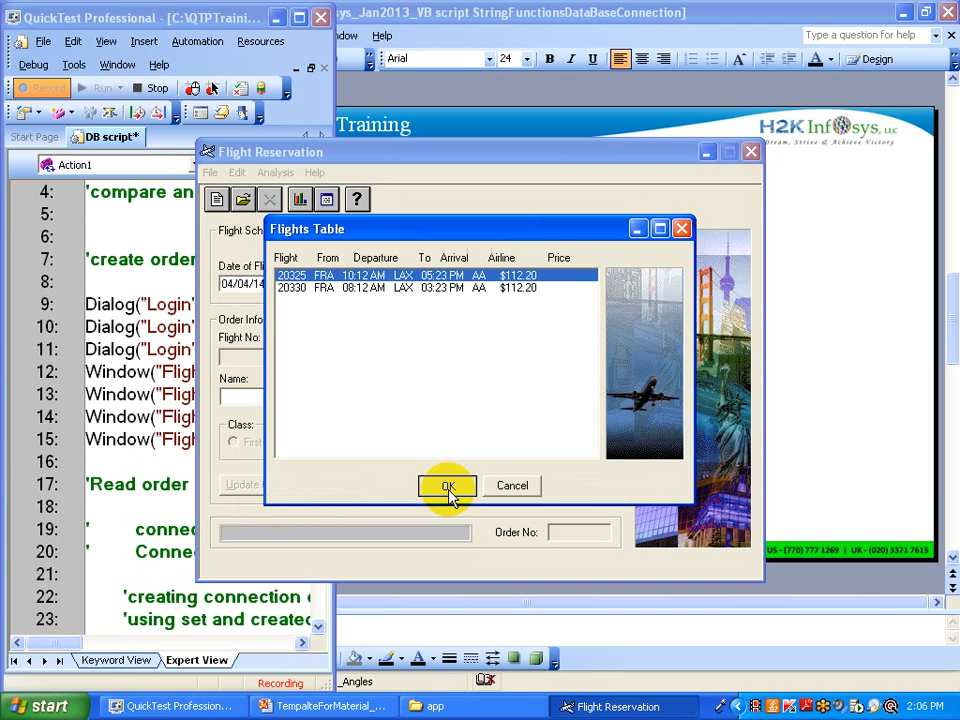 QuickTest Professional - [C:\QTPTraini...
sys_Jan2013_VB script StringFunctionsDataBaseConnection]
File Edit View Insert Automation Resources
Debug Tools Window Help
Help
Type a question for help
Arial 24 B I U A A Design
Record Run Stop
Start Page DB script*
Action1
Training
H2K Infosys, LLC
Dream, Strive & Achieve Victory
Flight Reservation
File Edit Analysis Help
4: 'compare an
5:
6:
7: 'create order
8:
9: Dialog("Login"
10: Dialog("Login"
11: Dialog("Login"
12: Window("Flig
13: Window("Fligh
14: Window("Fligh
15: Window("Fligh
16:
17: 'Read order
18:
19: ' connec
20: ' Connec
21:
22: 'creating connection
23: 'using set and created
Flight Sch
Date of Fli
04/04/14
Order Info
Flight No:
Name:
Class:
First
Update
Order No:
Flights Table
Flight From Departure To Arrival Airline Price
20325 FRA 10:12 AM LAX 05:23 PM AA $112.20
20330 FRA 08:12 AM LAX 03:23 PM AA $112.20
OK Cancel
US - (770) 777 1269 | UK - (020) 3371 7615
Keyword View Expert View
Recording
_Angles
start QuickTest Profession... TempalteForMaterial_... app Flight Reservation 2:06 PM